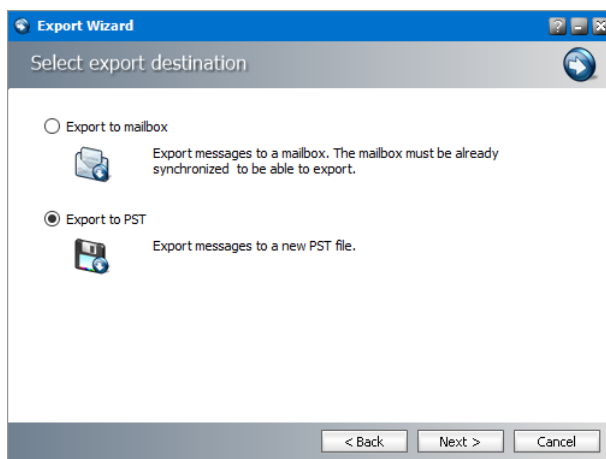 Export Wizard
?
Select export destination
Export to mailbox
Export messages to a mailbox. The mailbox must be already
synchronized to be able to export.
Export to PST
Export messages to a new PST file.
< Back Next > Cancel